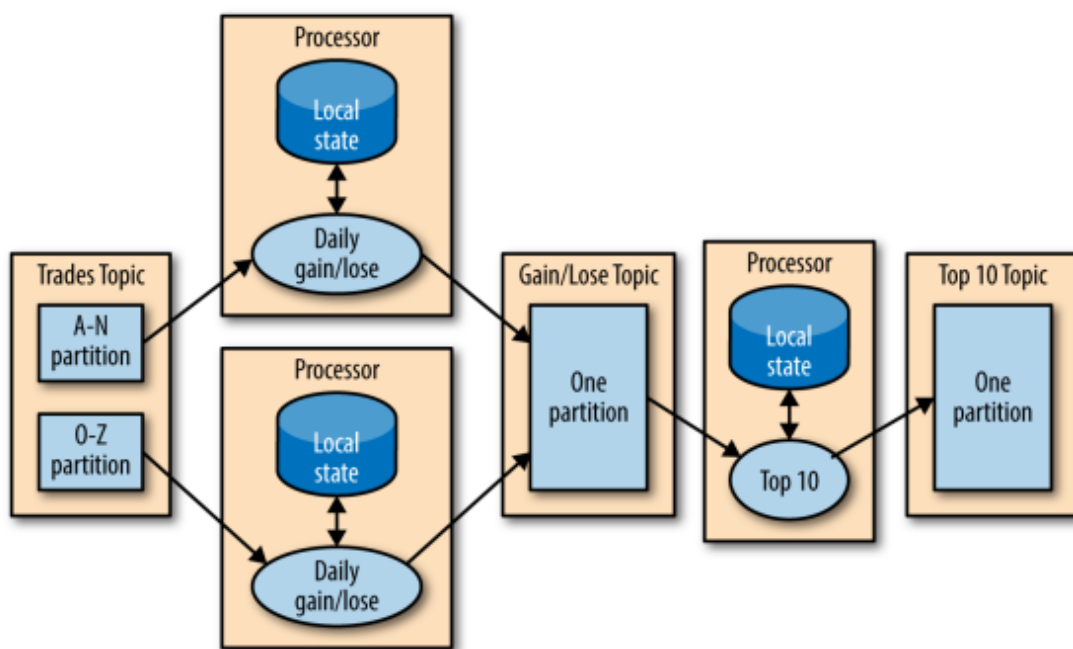 Trades Topic
A-N
partition
O-Z
partition
Processor
Local
state
Daily
gain/lose
Processor
Local
state
Daily
gain/lose
Gain/Lose Topic
One
partition
Processor
Local
state
Top 10
Top 10 Topic
One
partition